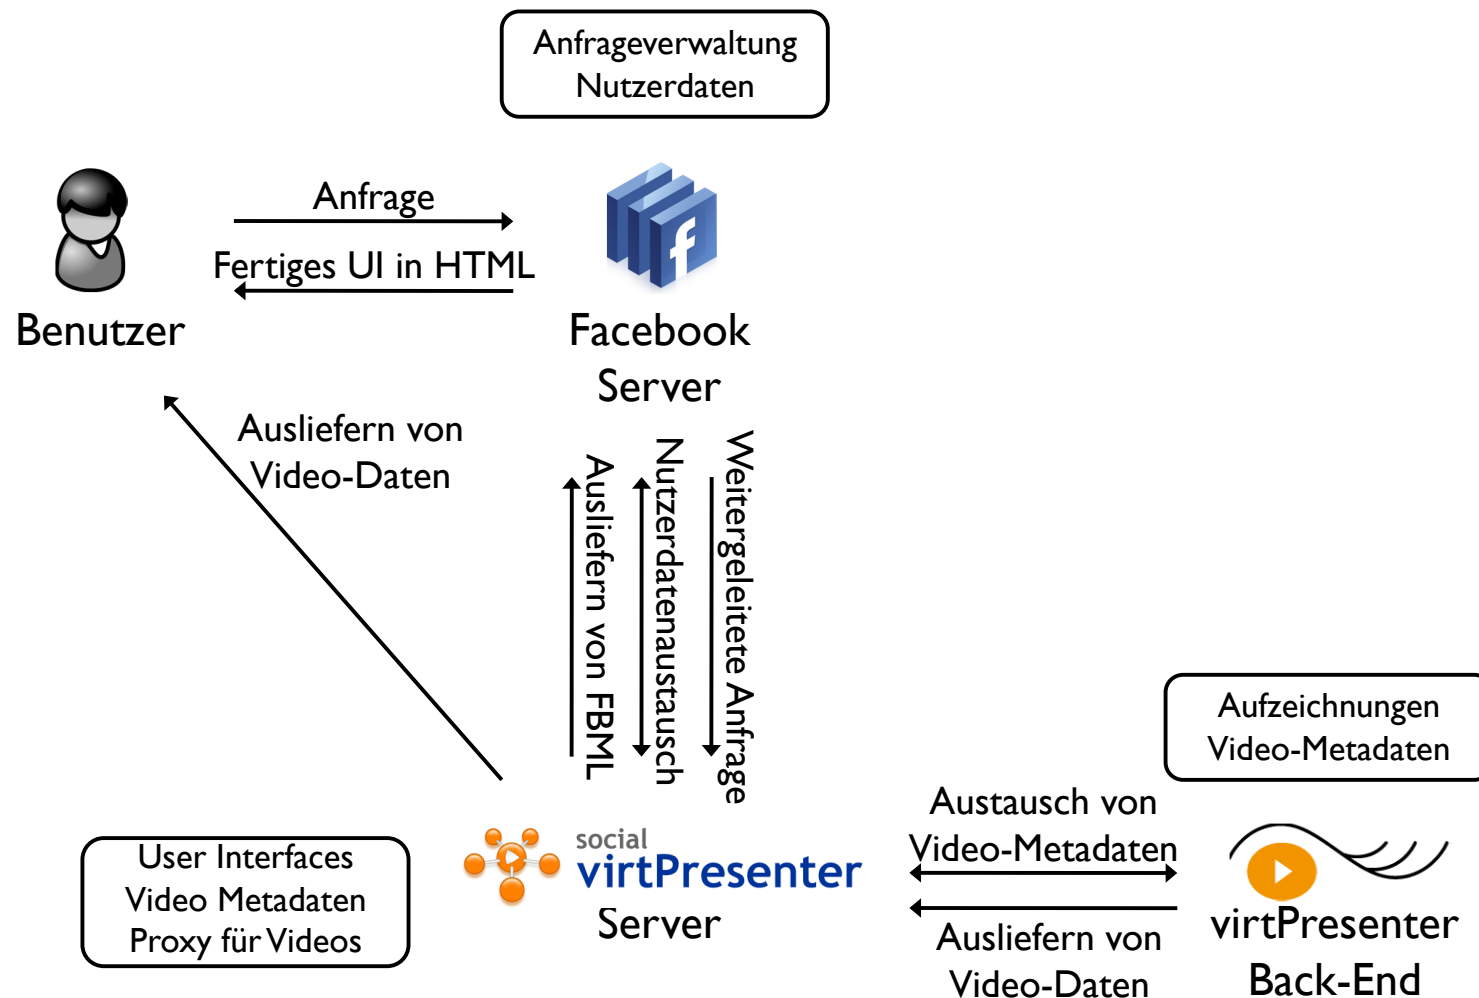 Anfrageverwaltung
Nutzerdaten
Anfrage
Fertiges UI in HTML
Benutzer
Facebook
Server
Ausliefern von
Video-Daten
Ausliefern von FBML
Nutzerdatenaustausch
Weitergeleitete Anfrage
Aufzeichnungen
Video-Metadaten
User Interfaces
Video Metadaten
Proxy für Videos
social
virtPresenter
Server
Austausch von
Video-Metadaten
Ausliefern von
Video-Daten
virtPresenter
Back-End